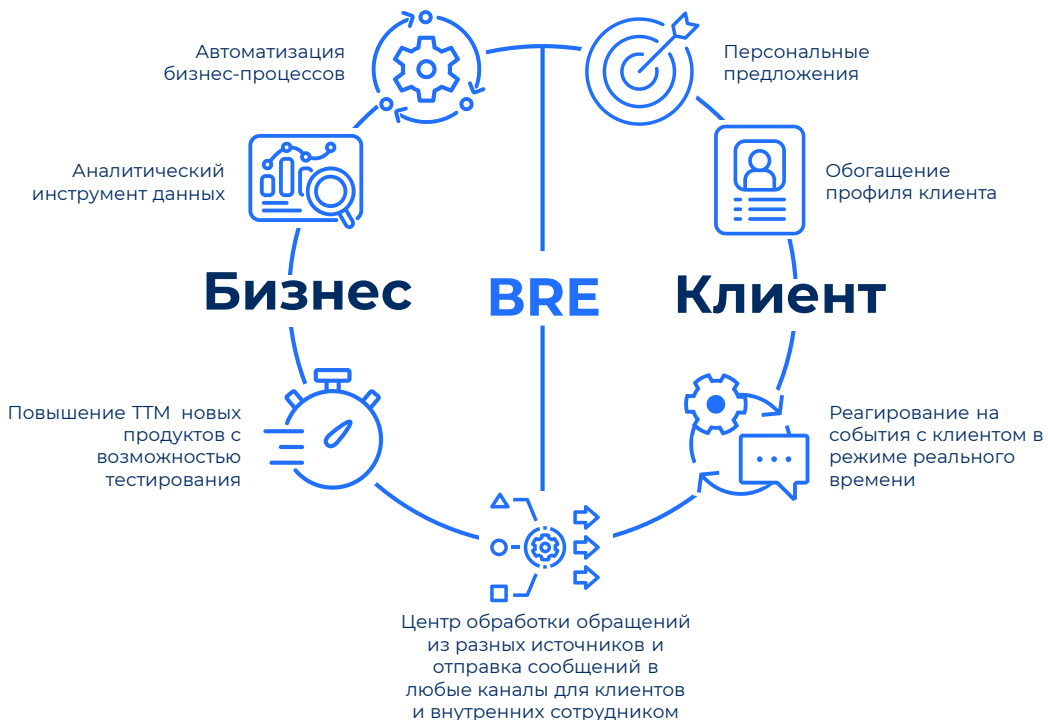 Автоматизация
бизнес-процессов
Персональные
предложения
Аналитический
инструмент данных
Обогащение
профиля клиента
Бизнес
BRE
Клиент
Повышение TTM новых
продуктов с
возможностью
тестирования
Реагирование на
события с клиентом в
режиме реального
времени
Центр обработки обращений
из разных источников и
отправка сообщений в
любые каналы для клиентов
и внутренних сотрудником